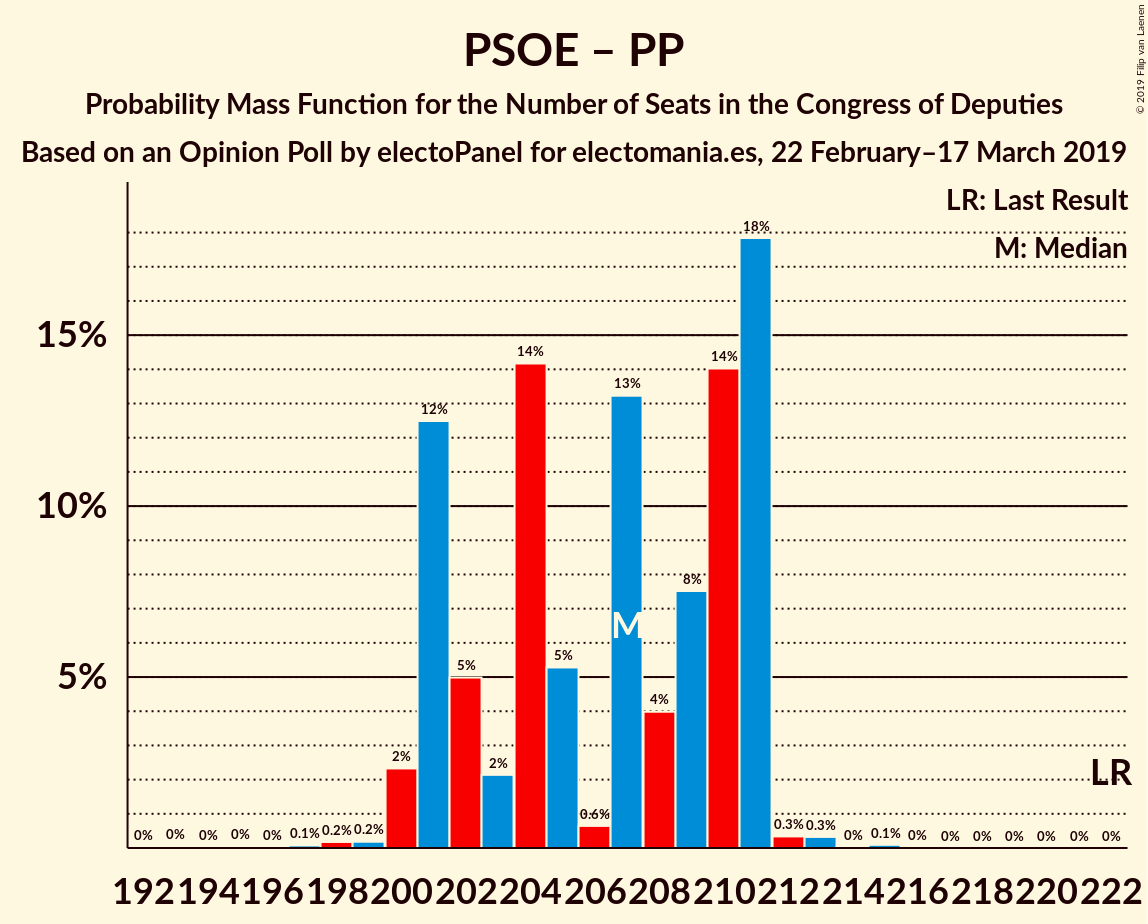 PSOE – PP
Probability Mass Function for the Number of Seats in the Congress of Deputies
Based on an Opinion Poll by electoPanel for electomania.es, 22 February–17 March 2019
© 2019 Filip van Laenen
LR: Last Result
M: Median
15%
10%
5%
0% 0% 0% 0% 0% 0.1% 0.2% 0.2% 2% 12% 5% 2% 14% 5% 0.6% 13% 4% 8% 14% 18% 0.3% 0.3% 0% 0.1% 0% 0% 0% 0% 0% 0% 0%
M
LR
192 194 196 198 200 202 204 206 208 210 212 214 216 218 220 222